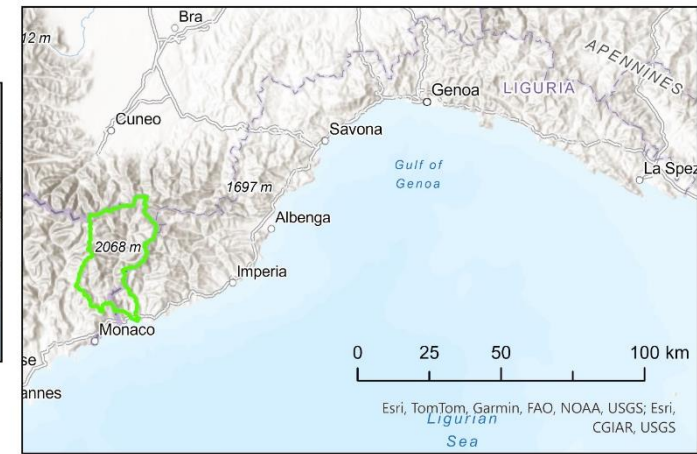 Bra
12 m
APENNINES
Genoa
LIGURIA
Cuneo
Savona
Gulf of
Genoa
La Spez
1697 m
Albenga
2068 m
Imperia
Monaco
se
annes
0 25 50 100 km
Esri, TomTom, Garmin, FAO, NOAA, USGS; Esri,
CGIAR, USGS
Ligurian
Sea